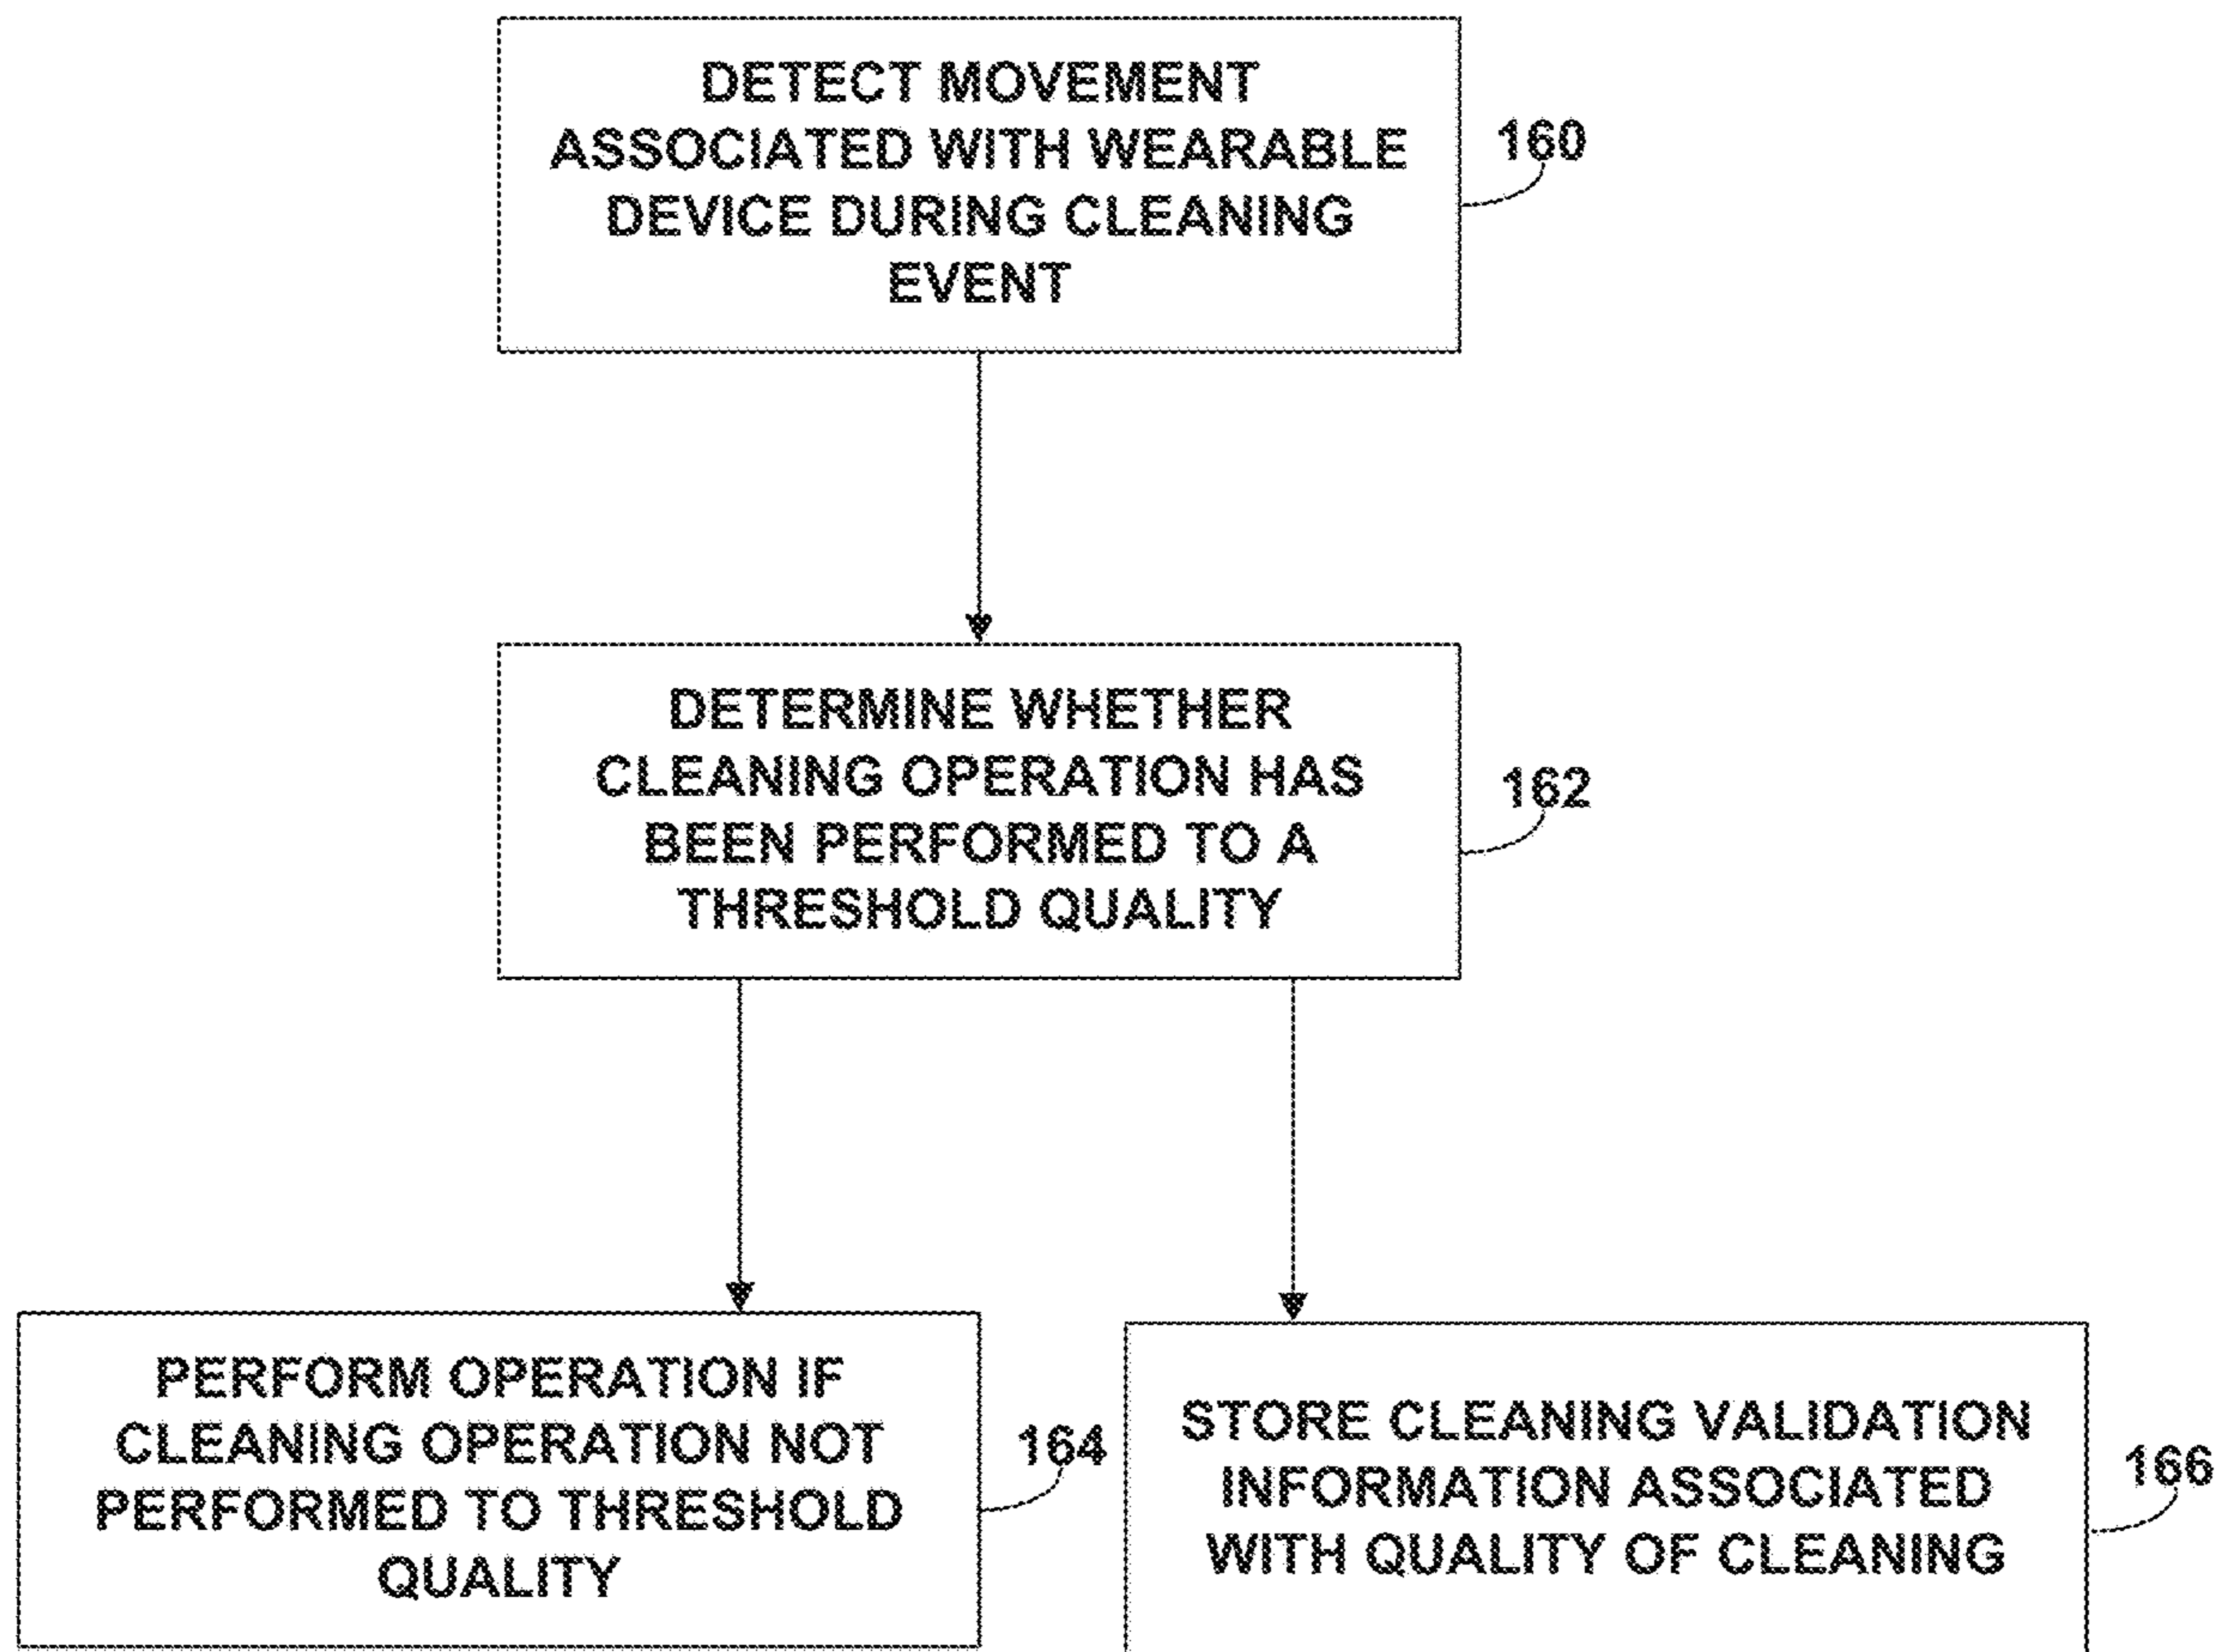 DETECT MOVEMENT
ASSOCIATED WITH WEARABLE
DEVICE DURING CLEANING
EVENT
160
DETERMINE WHETHER
CLEANING OPERATION HAS
BEEN PERFORMED TO A
THRESHOLD QUALITY
162
PERFORM OPERATION IF
CLEANING OPERATION NOT
PERFORMED TO THRESHOLD
QUALITY
164
STORE CLEANING VALIDATION
INFORMATION ASSOCIATED
WITH QUALITY OF CLEANING
166